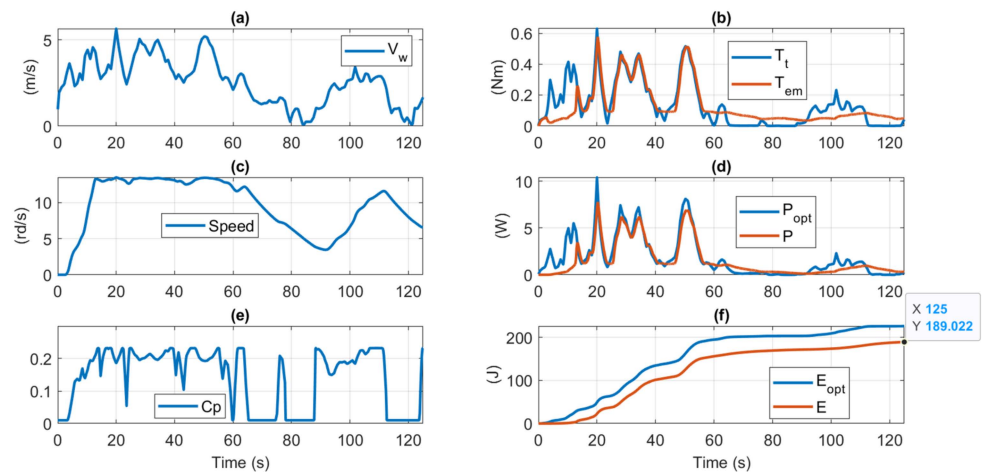 (a)
(m/s)
5
0
0 20 40 60 80 100 120
V_w
(b)
(Nm)
0.6
0.4
0.2
0
0 20 40 60 80 100 120
T_t
T_em
(c)
(rd/s)
10
5
0
0 20 40 60 80 100 120
Speed
(d)
(W)
10
5
0
0 20 40 60 80 100 120
P_opt
P
(e)
0.2
0.1
0
0 20 40 60 80 100 120
Cp
Time (s)
(f)
(J)
200
100
0
0 20 40 60 80 100 120
E_opt
E
X 125
Y 189.022
Time (s)